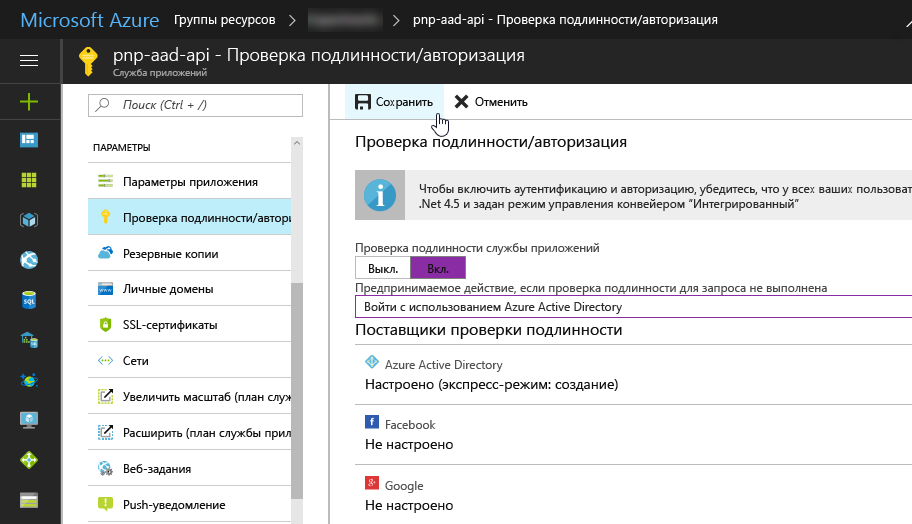 Microsoft Azure Группы ресурсов pnp-aad-api - Проверка подлинности/авторизация
pnp-aad-api - Проверка подлинности/авторизация
Служба приложений
Поиск (Ctrl + /)
ПАРАМЕТРЫ
Параметры приложения
Проверка подлинности/автори
Резервные копии
Личные домены
SSL-сертификаты
Сети
Увеличить масштаб (план служ
Расширить (план службы прил
Веб-задания
Push-уведомление
Сохранить Отменить
Проверка подлинности/авторизация
Чтобы включить аутентификацию и авторизацию, убедитесь, что у всех ваших пользоват
.Net 4.5 и задан режим управления конвейером "Интегрированный"
Проверка подлинности службы приложений
Выкл. Вкл.
Предпринимаемое действие, если проверка подлинности для запроса не выполнена
Войти с использованием Azure Active Directory
Поставщики проверки подлинности
Azure Active Directory
Настроено (экспресс-режим: создание)
Facebook
Не настроено
Google
Не настроено